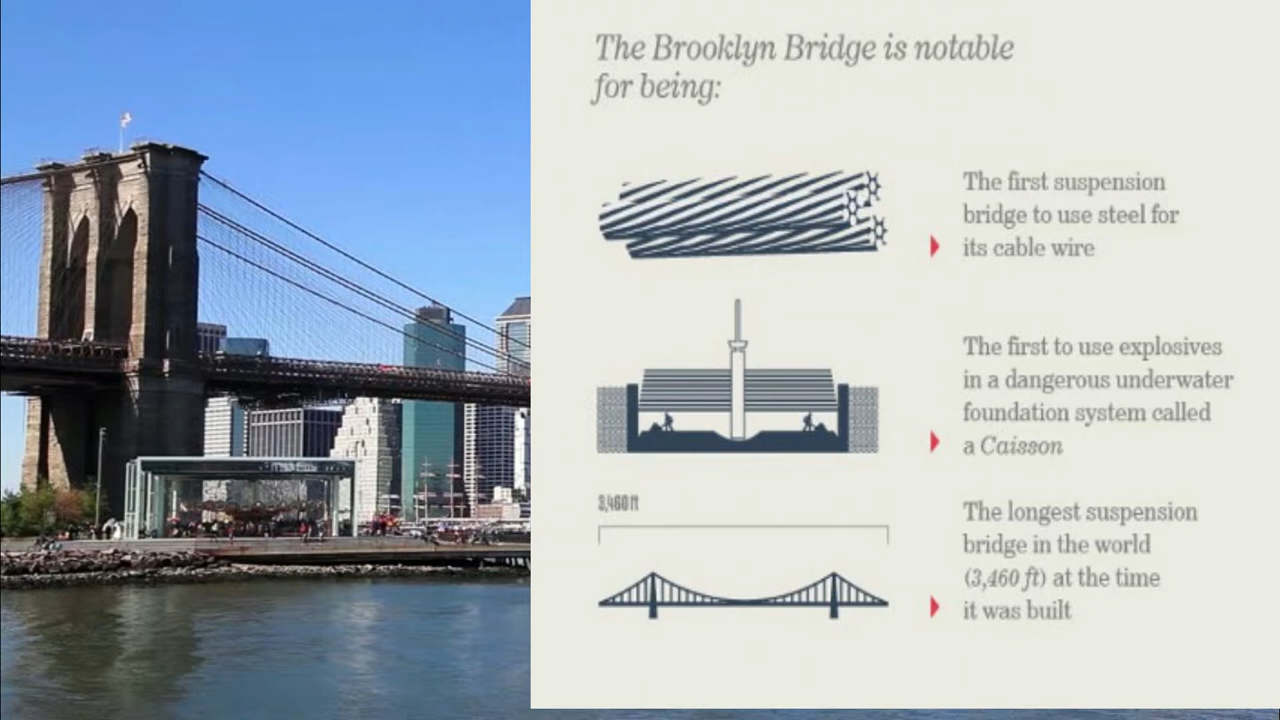 The Brooklyn Bridge is notable
for being:
The first suspension
bridge to use steel for
its cable wire
The first to use explosives
in a dangerous underwater
foundation system called
a Caisson
3,460 ft
The longest suspension
bridge in the world
(3,460 ft) at the time
it was built